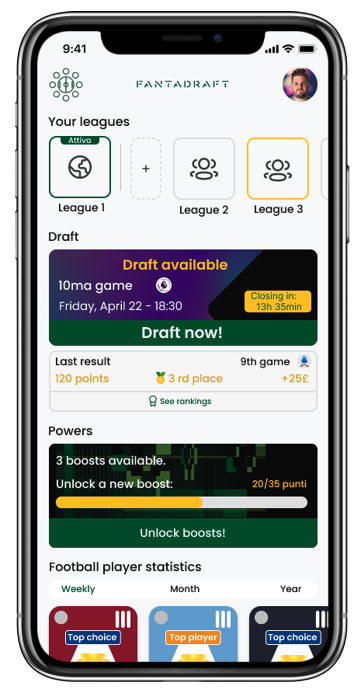 9:41
FANTADRAFT
Your leagues
Attiva
+
League 1
League 2
League 3
Draft
Draft available
10ma game
Friday, April 22 - 18:30
Closing in:
13h 35min
Draft now!
Last result
9th game
120 points
3 rd place
+25£
See rankings
Powers
3 boosts available.
Unlock a new boost:
20/35 punti
Unlock boosts!
Football player statistics
Weekly
Month
Year
Top choice
Top player
Top choice